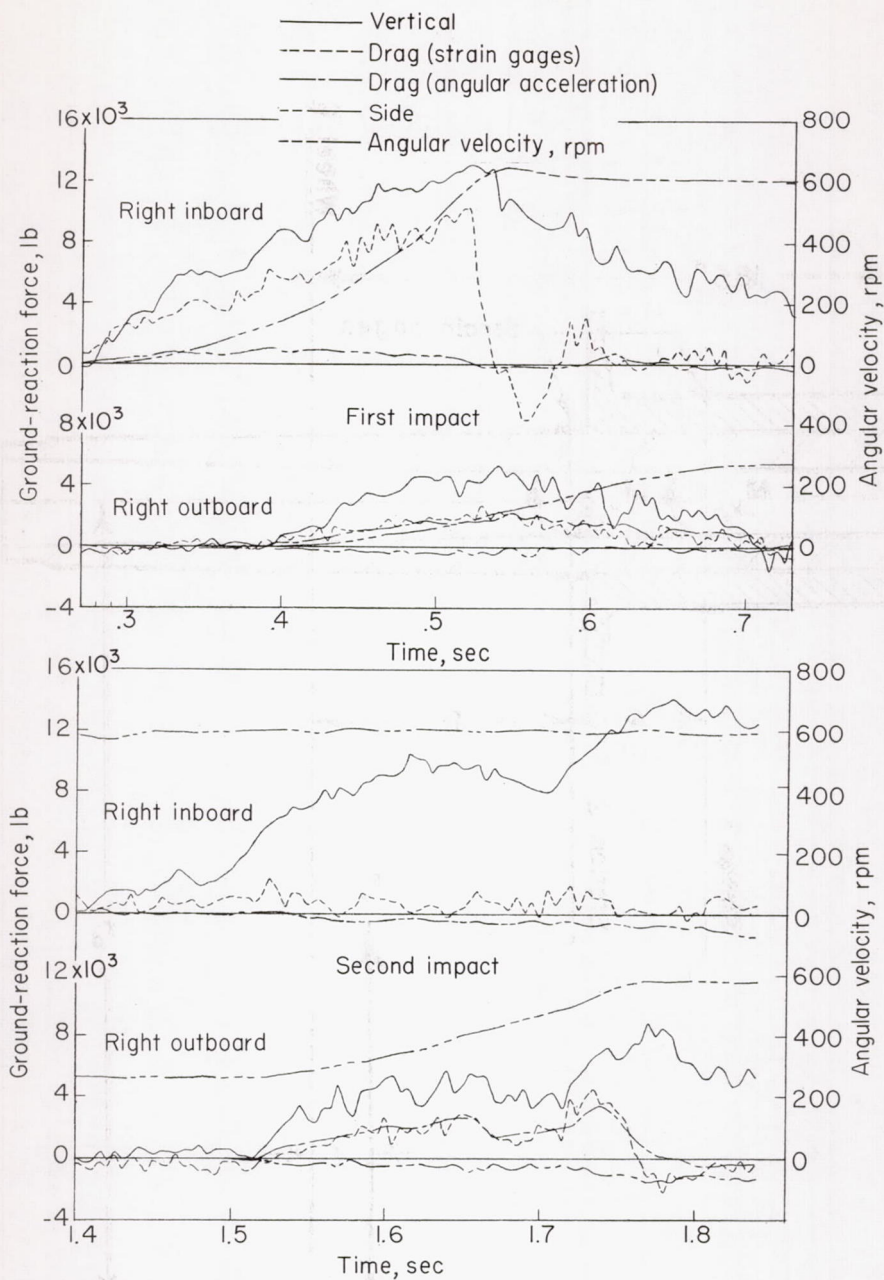 Vertical
Drag (strain gages)
Drag (angular acceleration)
Side
Angular velocity, rpm
16x10³
12
8
4
0
8x10³
4
0
-4
800
600
400
200
0
400
200
0
Right inboard
First impact
Right outboard
Ground-reaction force, lb
Angular velocity, rpm
.3
.4
.5
.6
.7
Time, sec
16x10³
12
8
4
0
12x10³
8
4
0
-4
800
600
400
200
0
600
400
200
0
Right inboard
Second impact
Right outboard
Ground-reaction force, lb
Angular velocity, rpm
1.4
1.5
1.6
1.7
1.8
Time, sec